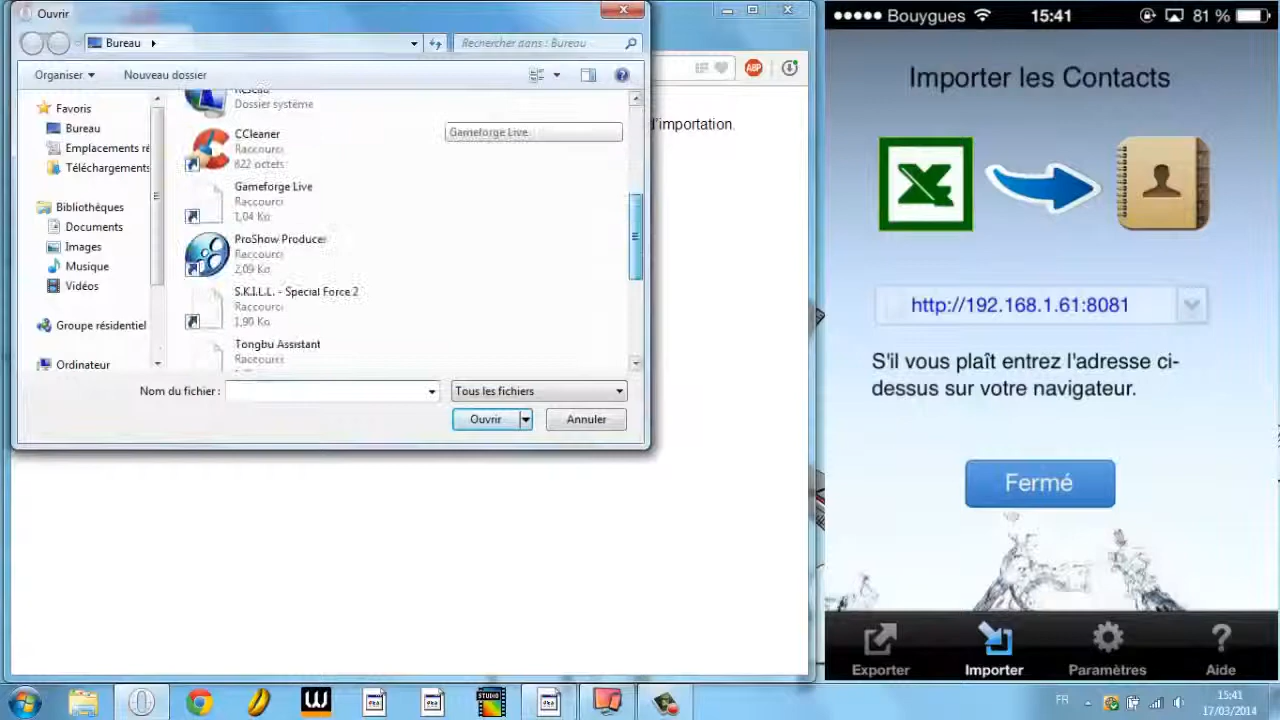 Ouvrir
Bureau
Rechercher dans : Bureau
Organiser
Nouveau dossier
Favoris
Bureau
Emplacements ré
Téléchargements
Bibliothèques
Documents
Images
Musique
Vidéos
Groupe résidentiel
Ordinateur
Réseau
Dossier système
CCleaner
Raccourci
822 octets
Gameforge Live
Raccourci
1,04 Ko
ProShow Producer
Raccourci
2,09 Ko
S.K.I.L.L. - Special Force 2
Raccourci
1,90 Ko
Tongbu Assistant
Raccourci
Gameforge Live
Nom du fichier :
Tous les fichiers
Ouvrir
Annuler
ABP
d'importation.
Bouygues
15:41
81 %
Importer les Contacts
http://192.168.1.61:8081
S'il vous plaît entrez l'adresse ci-
dessus sur votre navigateur.
Fermé
Exporter
Importer
Paramètres
Aide
STUDIO
FR
15:41
17/03/2014